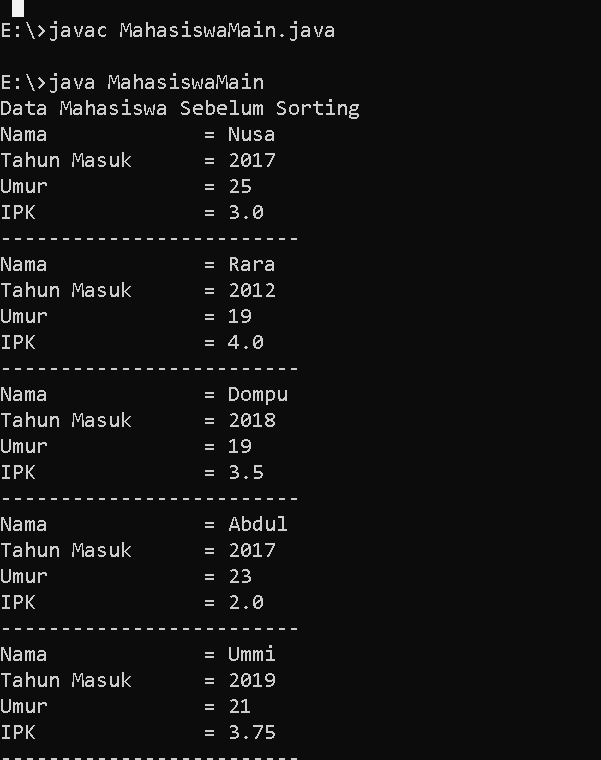 E:\>javac MahasiswaMain.java
E:\>java MahasiswaMain
Data Mahasiswa Sebelum Sorting
Nama             = Nusa
Tahun Masuk      = 2017
Umur             = 25
IPK              = 3.0
-------------------------
Nama             = Rara
Tahun Masuk      = 2012
Umur             = 19
IPK              = 4.0
-------------------------
Nama             = Dompu
Tahun Masuk      = 2018
Umur             = 19
IPK              = 3.5
-------------------------
Nama             = Abdul
Tahun Masuk      = 2017
Umur             = 23
IPK              = 2.0
-------------------------
Nama             = Ummi
Tahun Masuk      = 2019
Umur             = 21
IPK              = 3.75
-------------------------